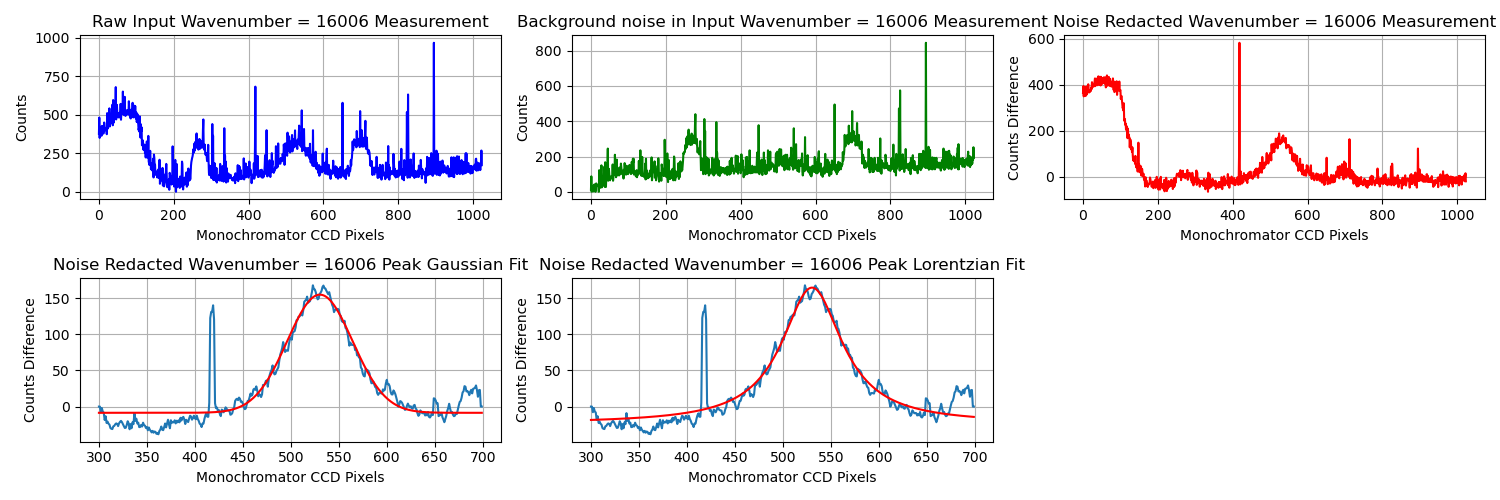 Raw Input Wavenumber = 16006 Measurement
Counts
1000
750
500
250
0
0 200 400 600 800 1000
Monochromator CCD Pixels
Background noise in Input Wavenumber = 16006 Measurement
Counts
800
600
400
200
0
0 200 400 600 800 1000
Monochromator CCD Pixels
Noise Redacted Wavenumber = 16006 Measurement
Counts Difference
600
400
200
0
0 200 400 600 800 1000
Monochromator CCD Pixels
Noise Redacted Wavenumber = 16006 Peak Gaussian Fit
Counts Difference
150
100
50
0
300 350 400 450 500 550 600 650 700
Monochromator CCD Pixels
Noise Redacted Wavenumber = 16006 Peak Lorentzian Fit
Counts Difference
150
100
50
0
300 350 400 450 500 550 600 650 700
Monochromator CCD Pixels